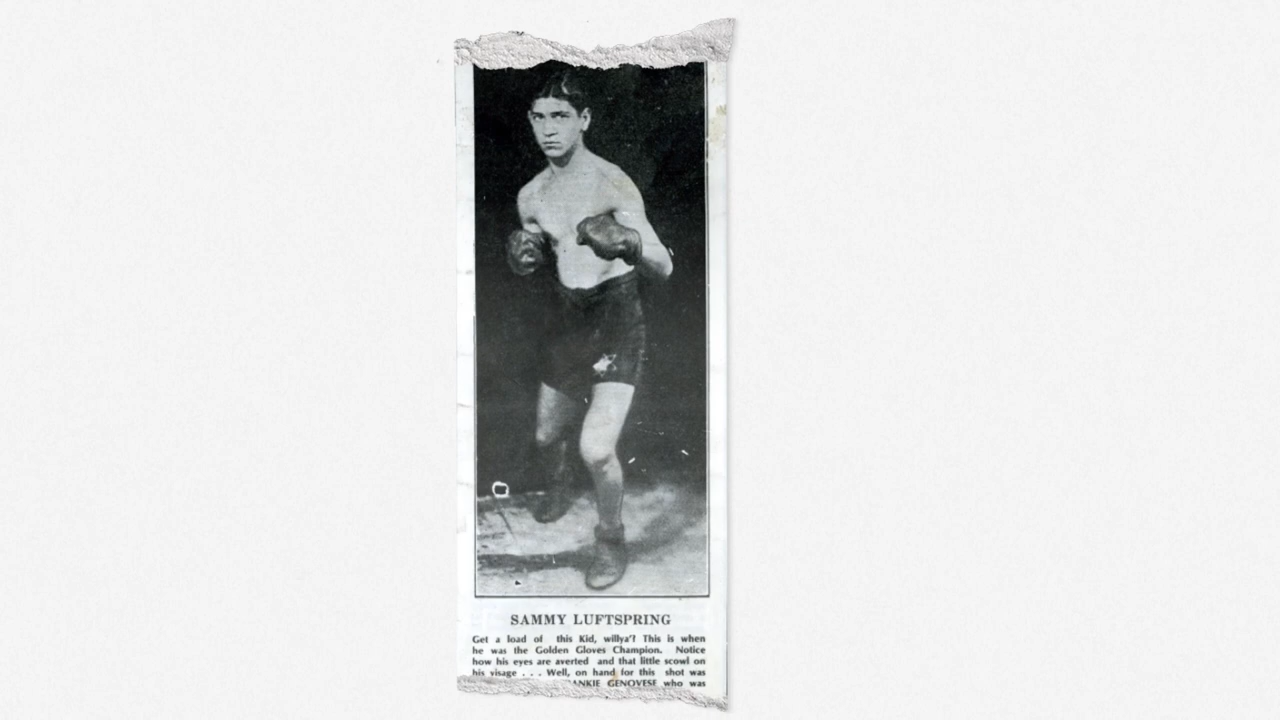 SAMMY LUFTSPRING
Get a load of this Kid, willya'! This is when
he was the Golden Gloves Champion. Notice
how his eyes are averted and that little scowl on
his visage . . . Well, on hand for this shot was
GENOVESE who was